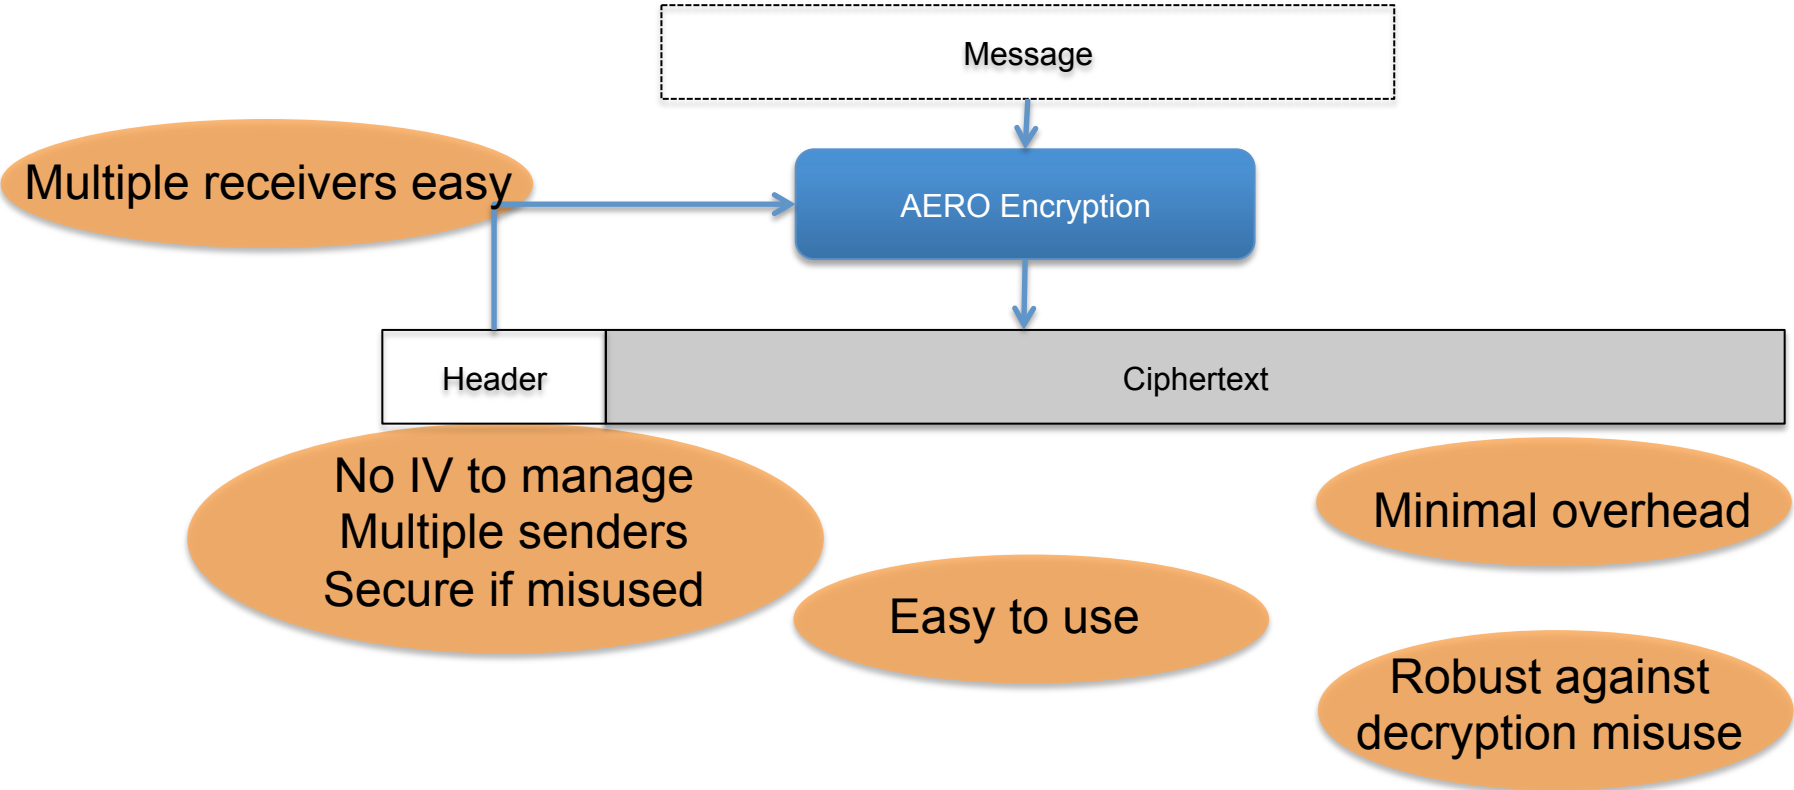 Message
Multiple receivers easy
AERO Encryption
Header
Ciphertext
No IV to manage
Multiple senders
Secure if misused
Minimal overhead
Easy to use
Robust against
decryption misuse